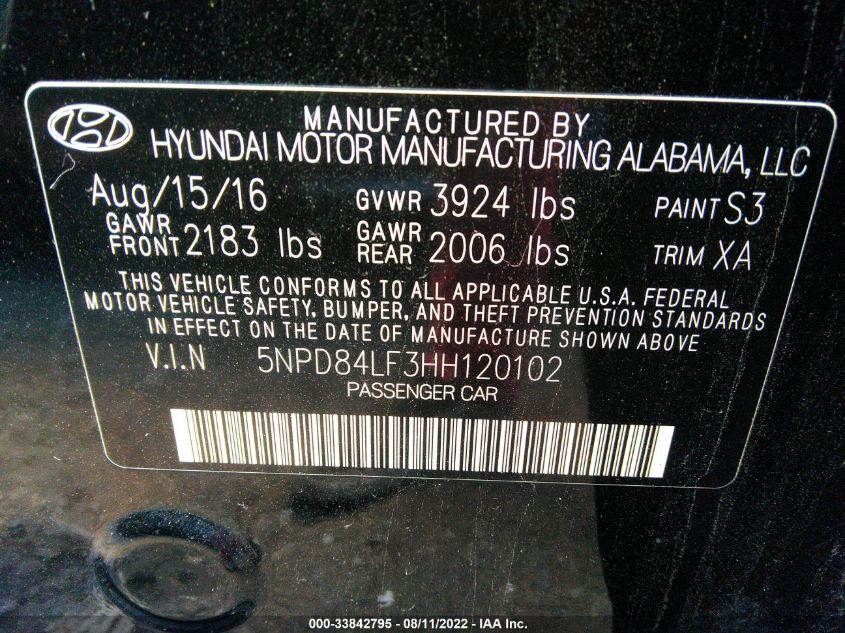 MANUFACTURED BY
HYUNDAI MOTOR MANUFACTURING ALABAMA, LLC
Aug/15/16 GVWR 3924 lbs PAINT S3
GAWR FRONT 2183 lbs GAWR REAR 2006 lbs TRIM XA
THIS VEHICLE CONFORMS TO ALL APPLICABLE U.S.A. FEDERAL
MOTOR VEHICLE SAFETY, BUMPER, AND THEFT PREVENTION STANDARDS
IN EFFECT ON THE DATE OF MANUFACTURE SHOWN ABOVE
V.I.N 5NPD84LF3HH120102
PASSENGER CAR
000-33842795 - 08/11/2022 - IAA Inc.